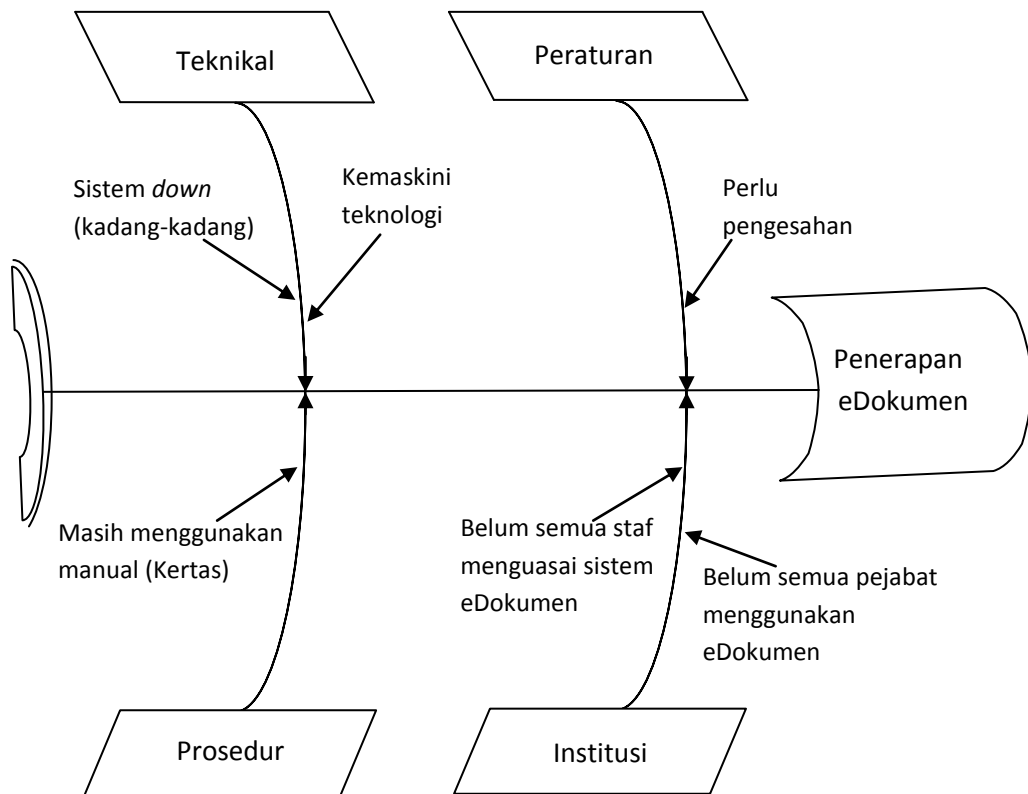 Teknikal
Peraturan
Sistem down
(kadang-kadang)
Kemaskini
teknologi
Perlu
pengesahan
Penerapan
eDokumen
Masih menggunakan
manual (Kertas)
Belum semua staf
menguasai sistem
eDokumen
Belum semua pejabat
menggunakan
eDokumen
Prosedur
Institusi